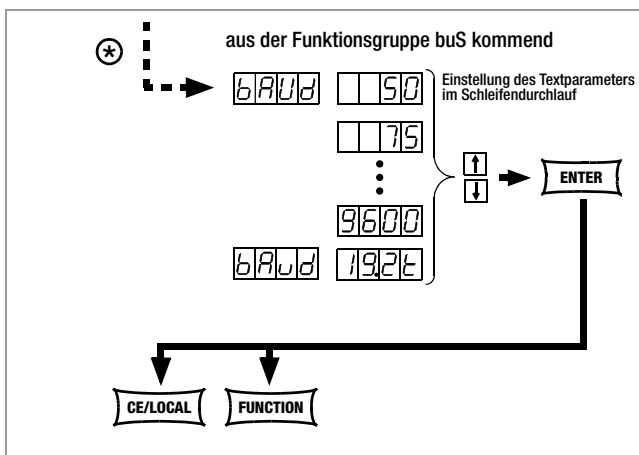 aus der Funktionsgruppe buS kommend
bAUd 50
Einstellung des Textparameters
im Schleifendurchlauf
75
ENTER
9600
bAud 19.2t
CE/LOCAL FUNCTION